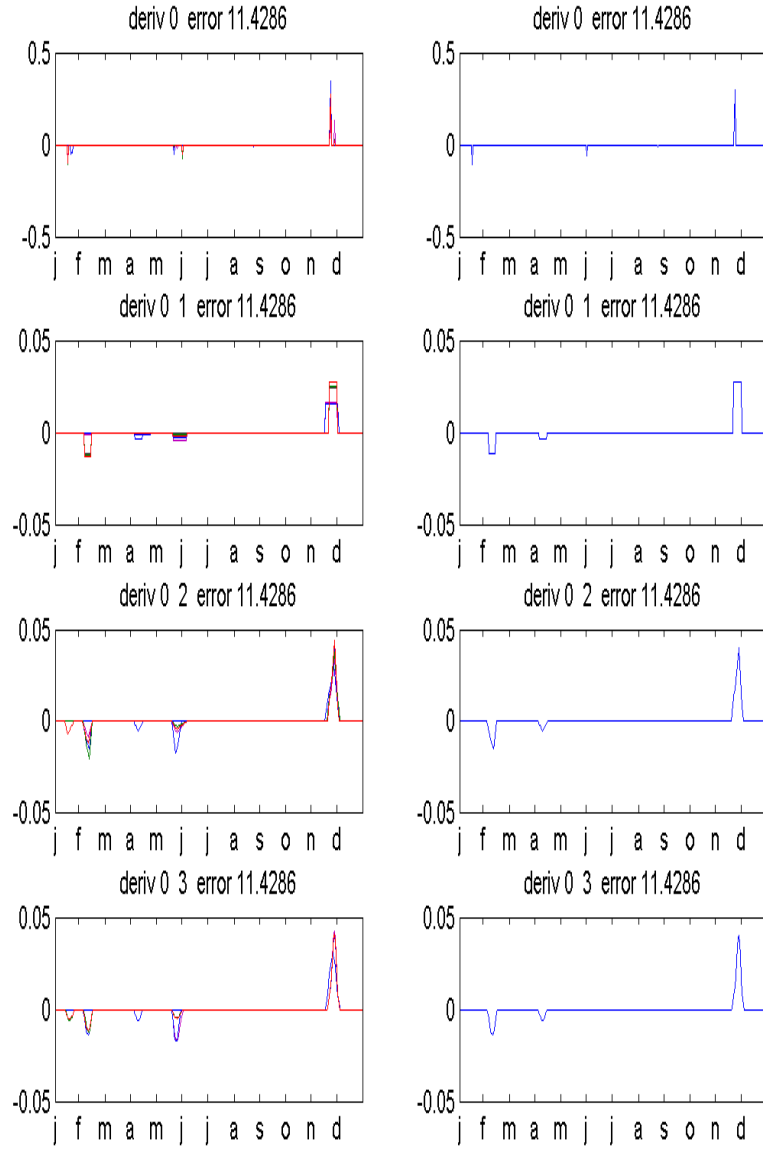 deriv 0 error 11.4286
0.5
0
-0.5
j f m a m j j a s o n d
deriv 0 error 11.4286
0.5
0
-0.5
j f m a m j j a s o n d
deriv 0 1 error 11.4286
0.05
0
-0.05
j f m a m j j a s o n d
deriv 0 1 error 11.4286
0.05
0
-0.05
j f m a m j j a s o n d
deriv 0 2 error 11.4286
0.05
0
-0.05
j f m a m j j a s o n d
deriv 0 2 error 11.4286
0.05
0
-0.05
j f m a m j j a s o n d
deriv 0 3 error 11.4286
0.05
0
-0.05
j f m a m j j a s o n d
deriv 0 3 error 11.4286
0.05
0
-0.05
j f m a m j j a s o n d